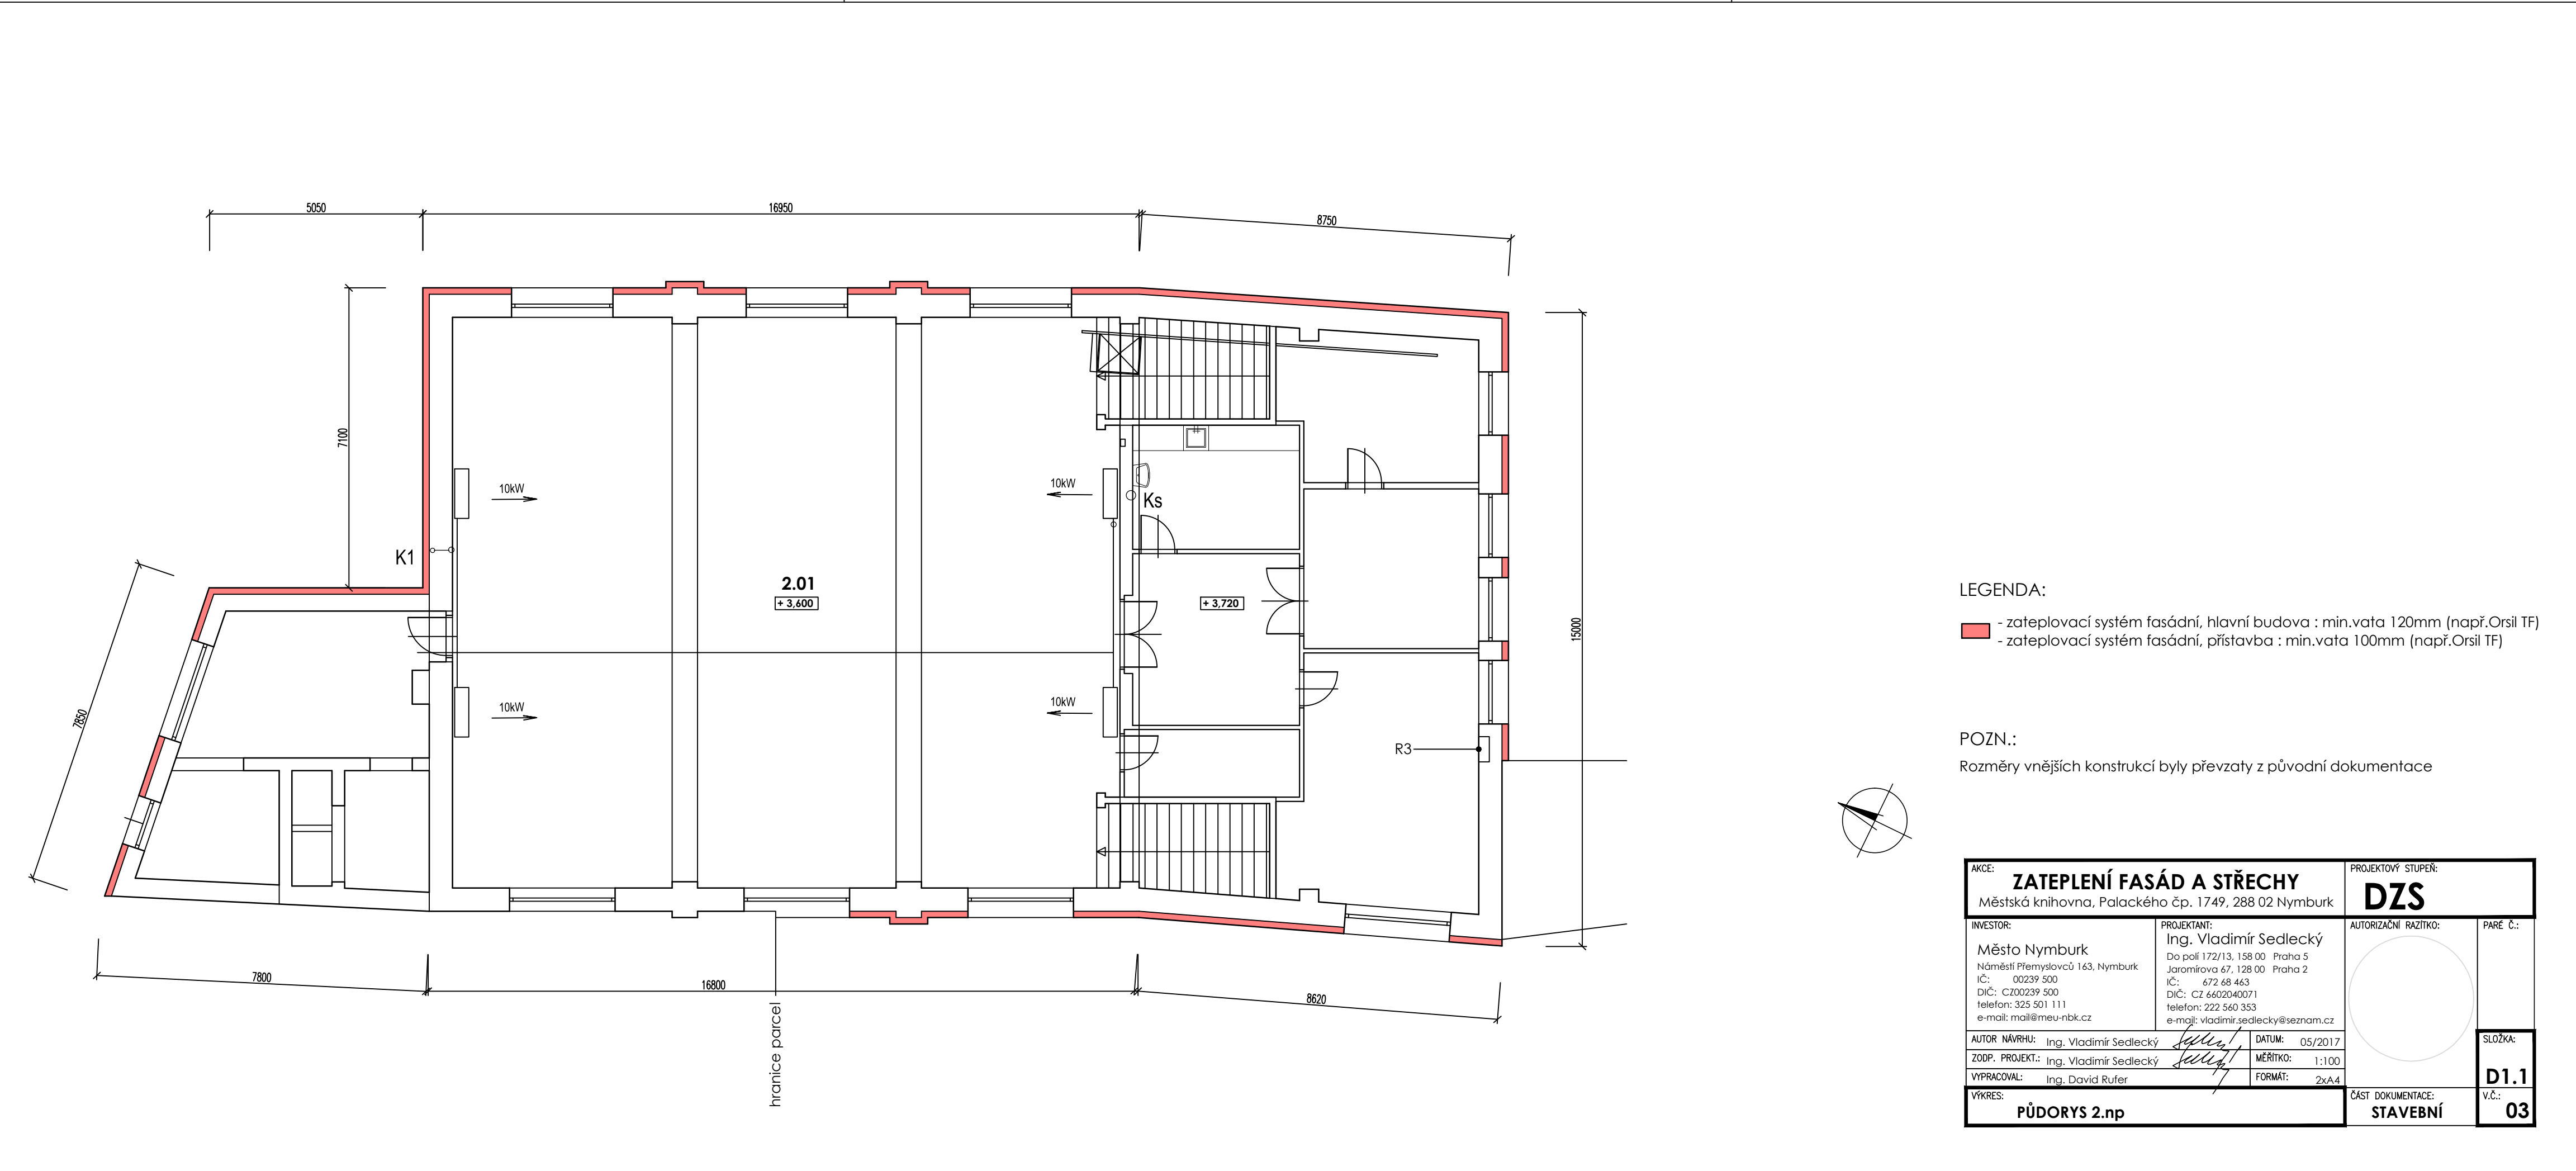 5050
16950
8750
7100
15000
7850
10kW
10kW
K1
Ks
2.01
+ 3,600
+ 3,720
10kW
10kW
R3
7800
16800
8620
hranice parcel
LEGENDA:
- zateplovací systém fasádní, hlavní budova : min.vata 120mm (např.Orsil TF)
- zateplovací systém fasádní, přístavba : min.vata 100mm (např.Orsil TF)
POZN.:
Rozměry vnějších konstrukcí byly převzaty z původní dokumentace
AKCE:
ZATEPLENÍ FASÁD A STŘECHY
Městská knihovna, Palackého čp. 1749, 288 02 Nymburk
PROJEKTOVÝ STUPEŇ:
DZS
INVESTOR:
Město Nymburk
Náměstí Přemyslovců 163, Nymburk
IČ: 00239 500
DIČ: CZ00239 500
telefon: 325 501 111
e-mail: mail@meu-nbk.cz
PROJEKTANT:
Ing. Vladimír Sedlecký
Do polí 172/13, 158 00 Praha 5
Jaromírova 67, 128 00 Praha 2
IČ: 672 68 463
DIČ: CZ 6602040071
telefon: 222 560 353
e-mail: vladimir.sedlecky@seznam.cz
AUTORIZAČNÍ RAZÍTKO:
PARÉ Č.:
AUTOR NÁVRHU: Ing. Vladimír Sedlecký
DATUM: 05/2017
ZODP. PROJEKT.: Ing. Vladimír Sedlecký
MĚŘÍTKO: 1:100
VYPRACOVAL: Ing. David Rufer
FORMÁT: 2xA4
SLOŽKA:
D1.1
VÝKRES:
PŮDORYS 2.np
ČÁST DOKUMENTACE:
STAVEBNÍ
V.Č.:
03